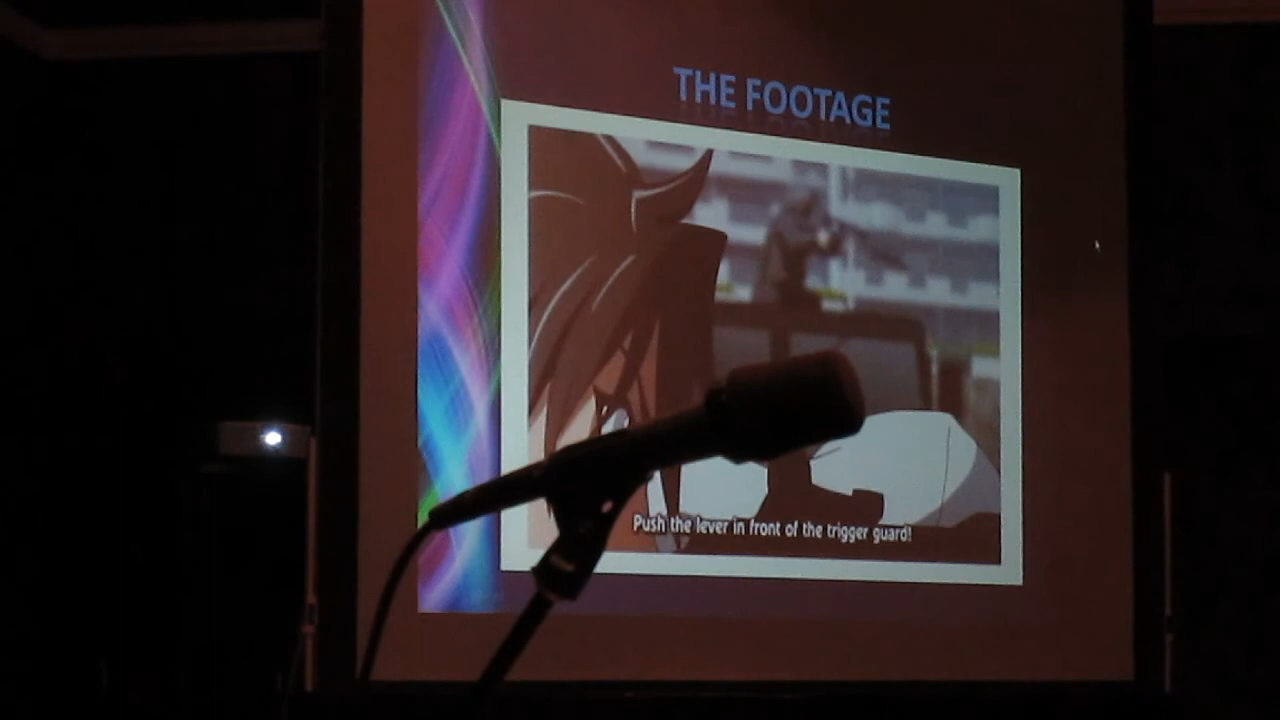 THE FOOTAGE
Push the lever in front of the trigger guard!